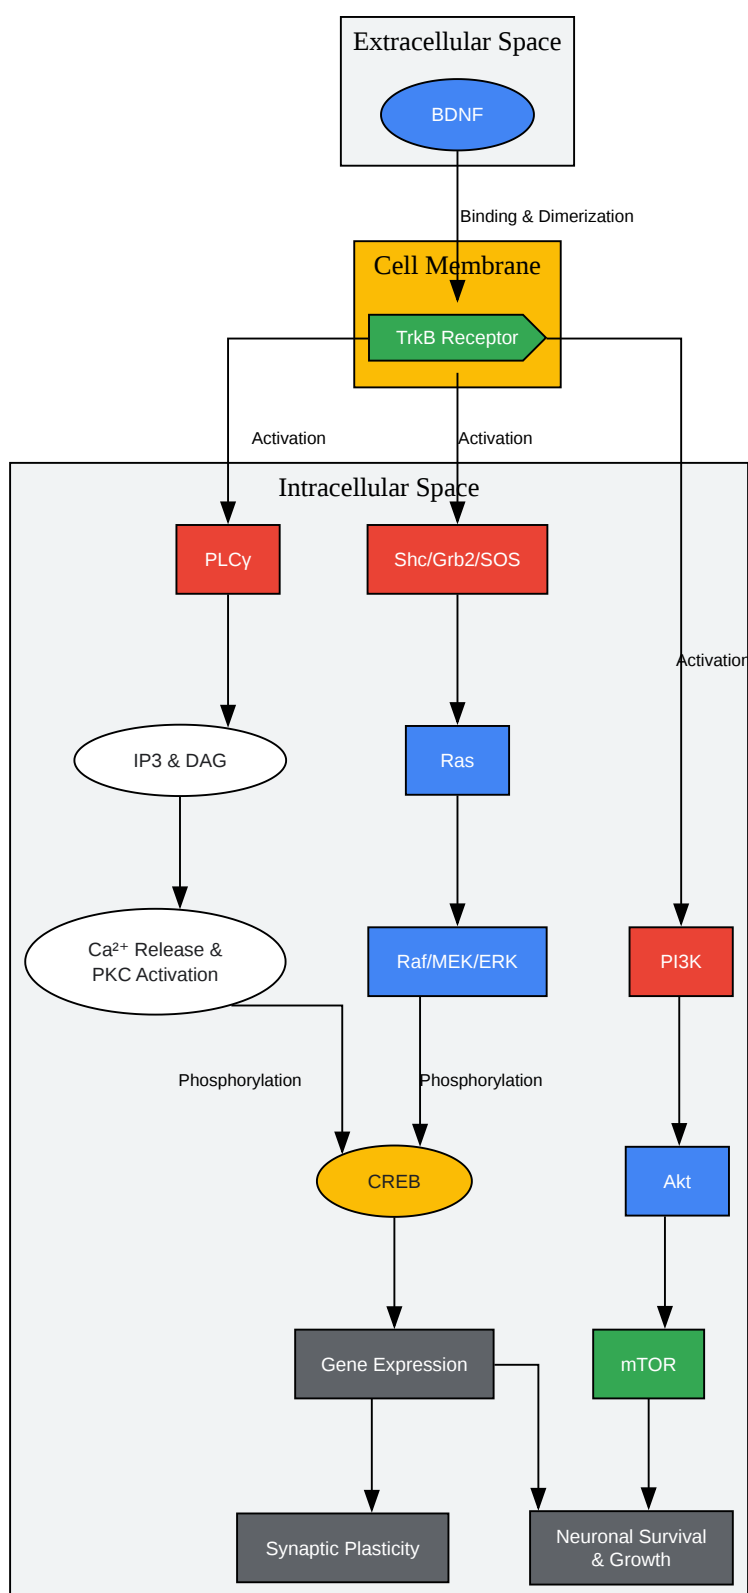 Extracellular Space
BDNF
Binding & Dimerization
Cell Membrane
TrkB Receptor
Activation
Activation
Intracellular Space
PLCγ
Shc/Grb2/SOS
Activation
IP3 & DAG
Ras
Ca²⁺ Release &
PKC Activation
Raf/MEK/ERK
PI3K
Phosphorylation
Phosphorylation
CREB
Akt
Gene Expression
mTOR
Synaptic Plasticity
Neuronal Survival
& Growth